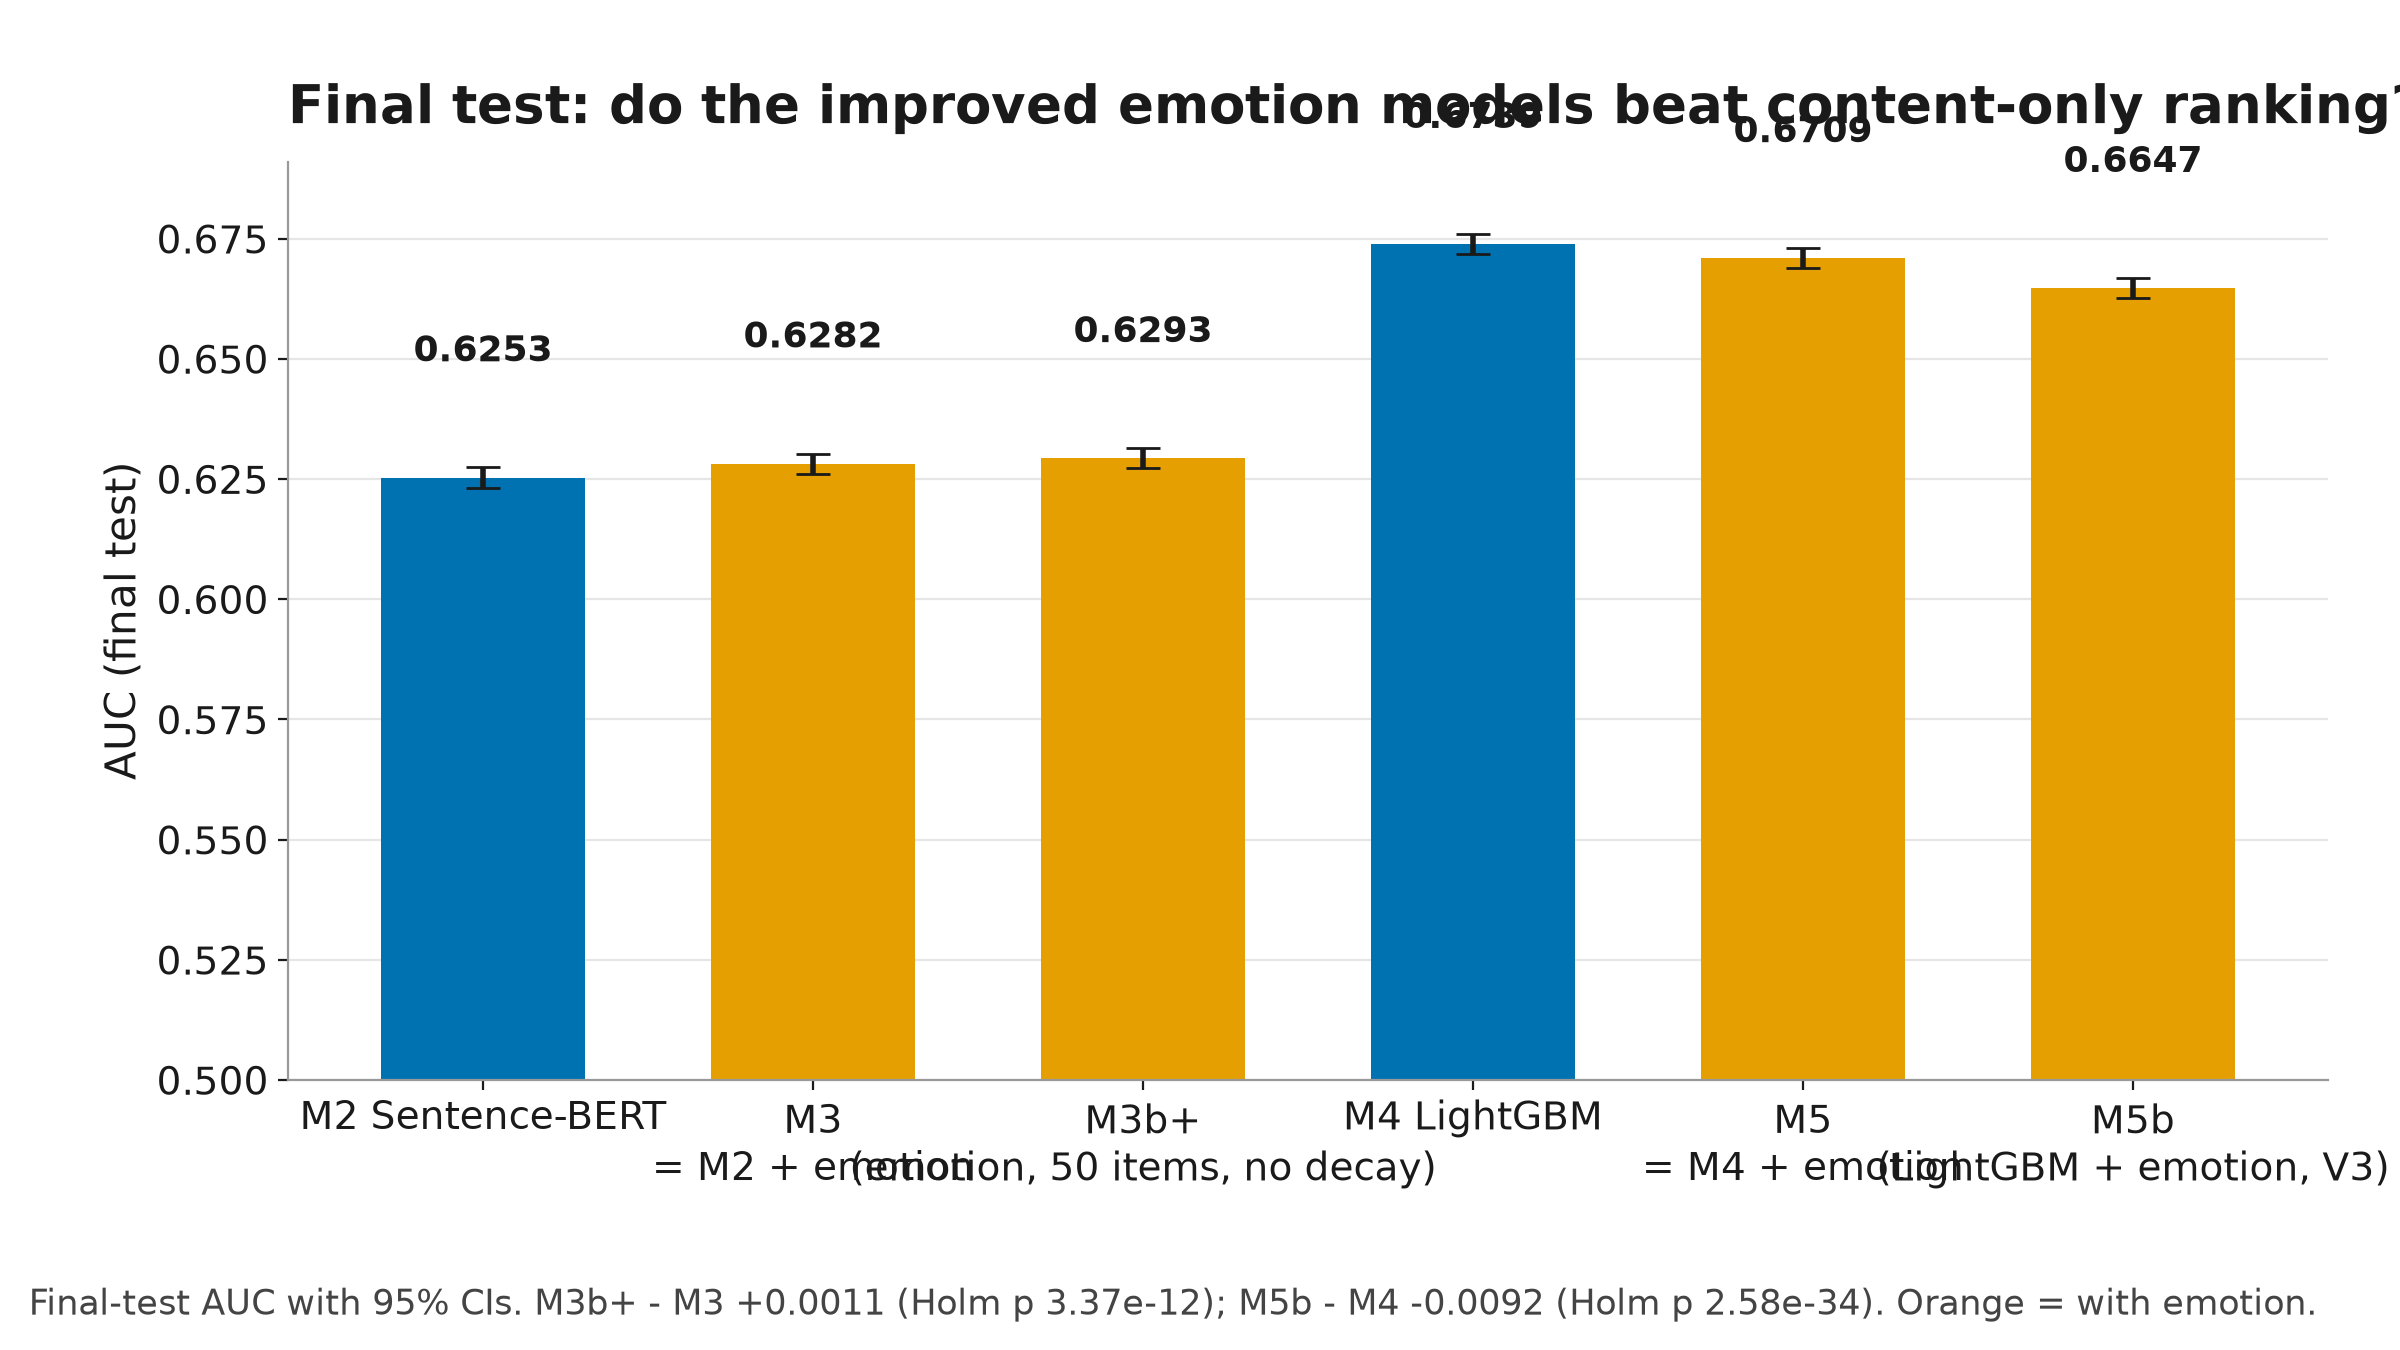 Final test: do the improved emotion models beat content-only ranking?
0.6709
0.6647
0.6253
0.6282
0.6293
AUC (final test)
0.675
0.650
0.625
0.600
0.575
0.550
0.525
0.500
M2 Sentence-BERT
M3
= M2 + emotion
M3b+
(emotion, 50 items, no decay)
M4 LightGBM
M5
= M4 + emotion
M5b
(LightGBM + emotion, V3)
Final-test AUC with 95% CIs. M3b+ - M3 +0.0011 (Holm p 3.37e-12); M5b - M4 -0.0092 (Holm p 2.58e-34). Orange = with emotion.